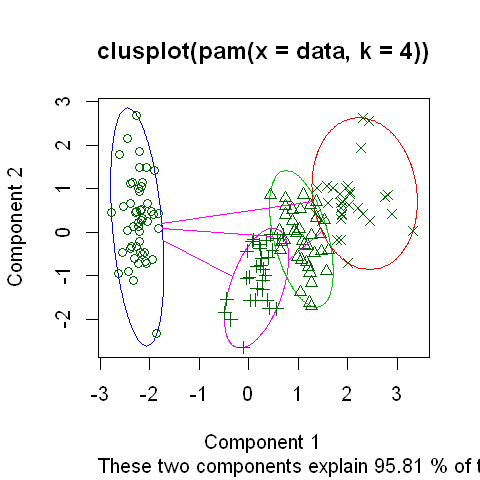 clusplot(pam(x = data, k = 4))
3
2
1
0
-1
-2
Component 2
-3 -2 -1 0 1 2 3
Component 1
These two components explain 95.81 % of t